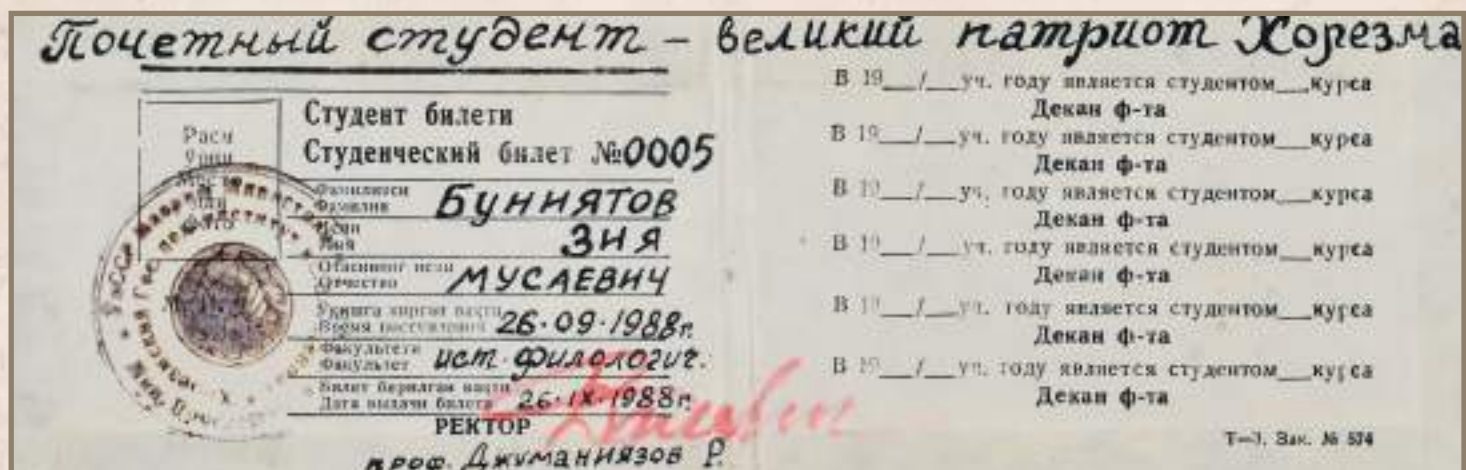 Почетный студент – великий патриот Хорезма
Студент билети
Студенческий билет №0005
Фамилияси
Фамилия БУНИЯТОВ
Исми
Имя ЗИЯ
Отасининг исми
Отчество МУСАЕВИЧ
Укишга кирган вакти
Время поступления 26.09.1988г.
Факультети
Факультет ист. филологич.
Билет берилган вакти
Дата выдачи билета 26.IX.1988г.
РЕКТОР
проф. Джуманиязов Р.
В 19__/__уч. году является студентом__курса
Декан ф-та
В 19__/__уч. году является студентом__курса
Декан ф-та
В 19__/__уч. году является студентом__курса
Декан ф-та
В 19__/__уч. году является студентом__курса
Декан ф-та
В 19__/__уч. году является студентом__курса
Декан ф-та
В 19__/__уч. году является студентом__курса
Декан ф-та
Т—3. Зак. № 574